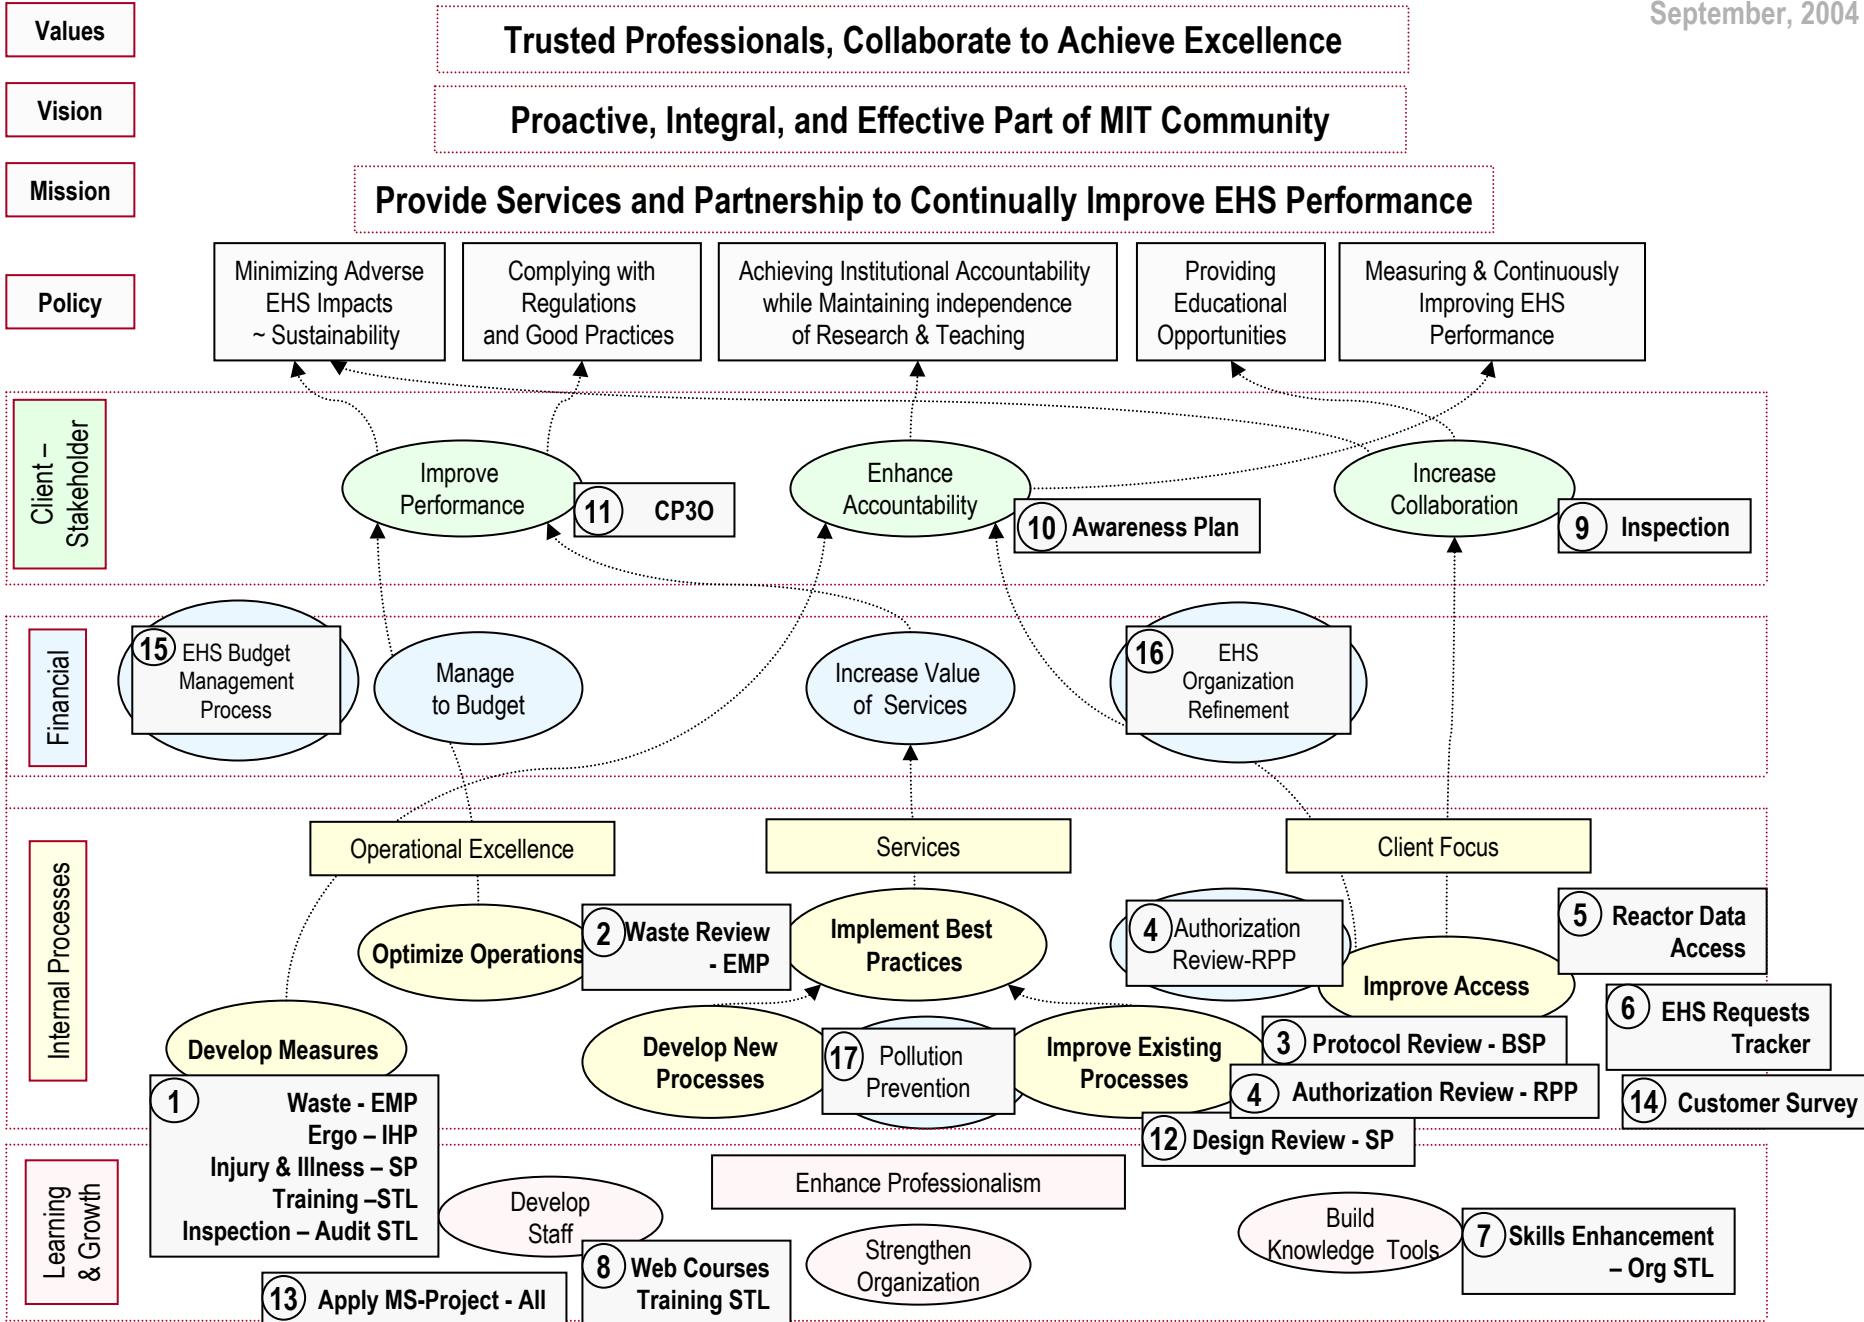 September, 2004
Values
Trusted Professionals, Collaborate to Achieve Excellence
Vision
Proactive, Integral, and Effective Part of MIT Community
Mission
Provide Services and Partnership to Continually Improve EHS Performance
Policy
Minimizing Adverse
EHS Impacts
~ Sustainability
Complying with
Regulations
and Good Practices
Achieving Institutional Accountability
while Maintaining independence
of Research & Teaching
Providing
Educational
Opportunities
Measuring & Continuously
Improving EHS
Performance
Client –
Stakeholder
Improve
Performance
11 CP3O
Enhance
Accountability
10 Awareness Plan
Increase
Collaboration
9 Inspection
Financial
15 EHS Budget
Management
Process
Manage
to Budget
Increase Value
of Services
16 EHS
Organization
Refinement
Internal Processes
Operational Excellence
Services
Client Focus
Optimize Operations
2 Waste Review
- EMP
Implement Best
Practices
4 Authorization
Review-RPP
Improve Access
5 Reactor Data
Access
6 EHS Requests
Tracker
14 Customer Survey
Develop Measures
Develop New
Processes
17 Pollution
Prevention
Improve Existing
Processes
3 Protocol Review - BSP
4 Authorization Review - RPP
12 Design Review - SP
1 Waste - EMP
Ergo – IHP
Injury & Illness – SP
Training –STL
Inspection – Audit STL
Learning
& Growth
Enhance Professionalism
Develop
Staff
8 Web Courses
Training STL
13 Apply MS-Project - All
Strengthen
Organization
Build
Knowledge Tools
7 Skills Enhancement
– Org STL